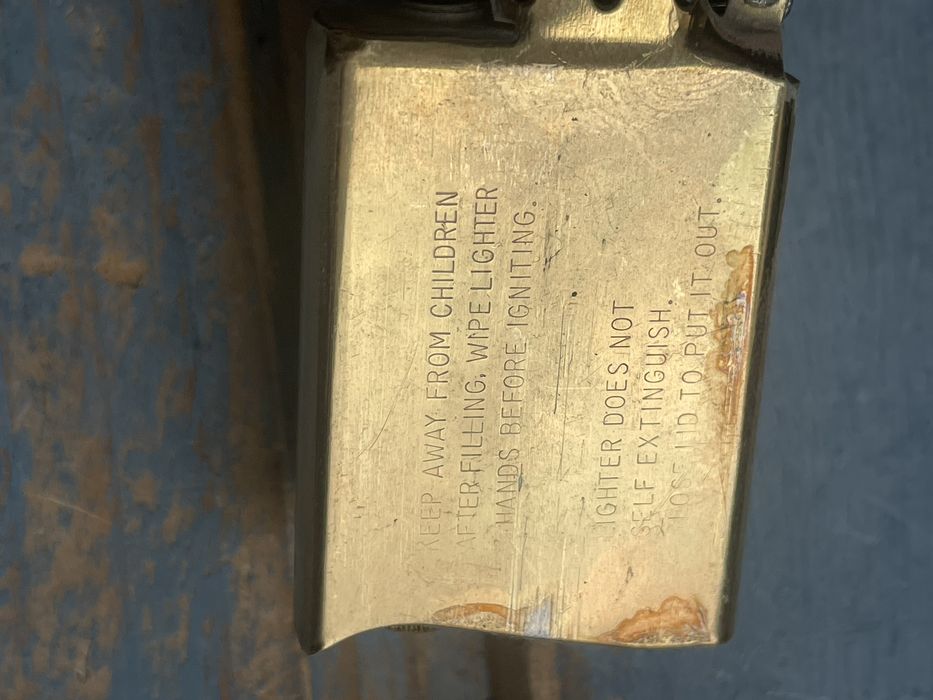 KEEP AWAY FROM CHILDREN
AFTER FILLING, WIPE LIGHTER
HANDS BEFORE IGNITING.
LIGHTER DOES NOT
SELF EXTINGUISH.
CLOSE LID TO PUT IT OUT.